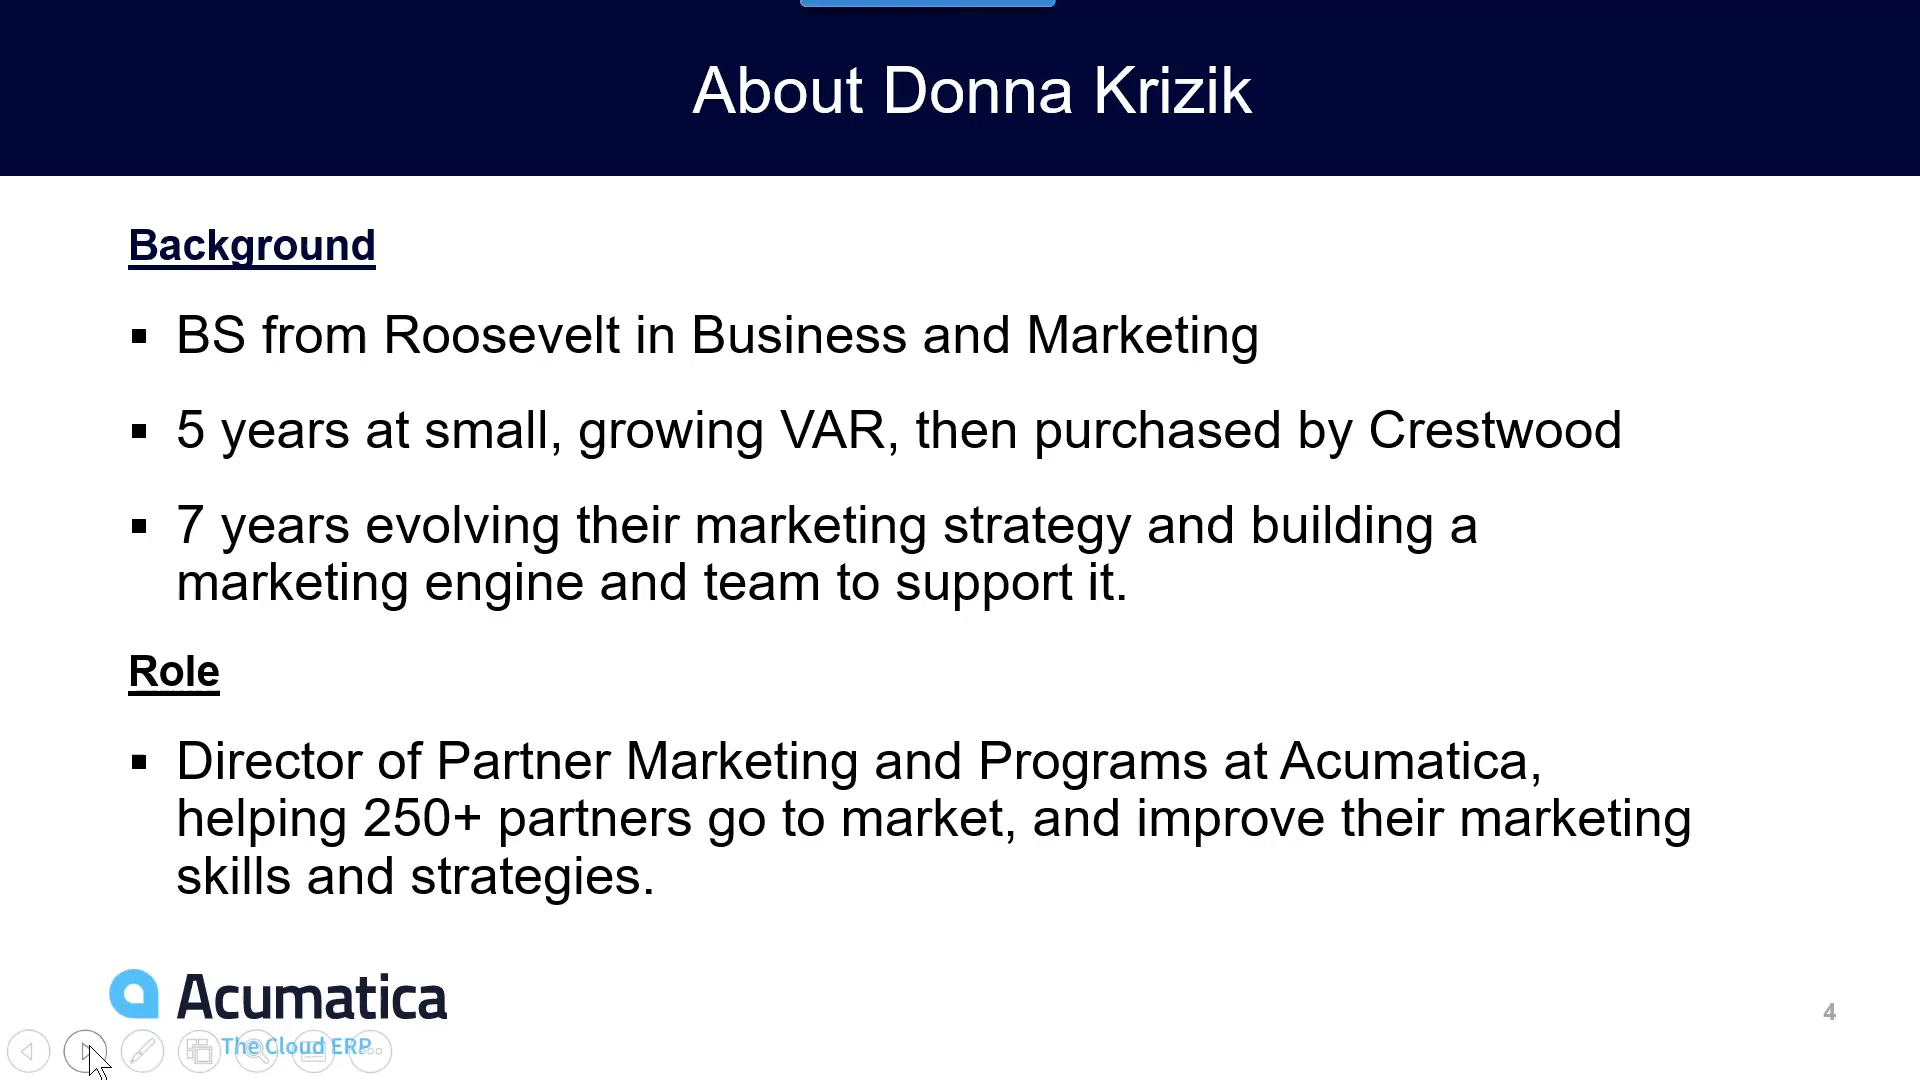 About Donna Krizik
Background
▪ BS from Roosevelt in Business and Marketing
▪ 5 years at small, growing VAR, then purchased by Crestwood
▪ 7 years evolving their marketing strategy and building a
marketing engine and team to support it.
Role
▪ Director of Partner Marketing and Programs at Acumatica,
helping 250+ partners go to market, and improve their marketing
skills and strategies.
Acumatica
The Cloud ERP
4